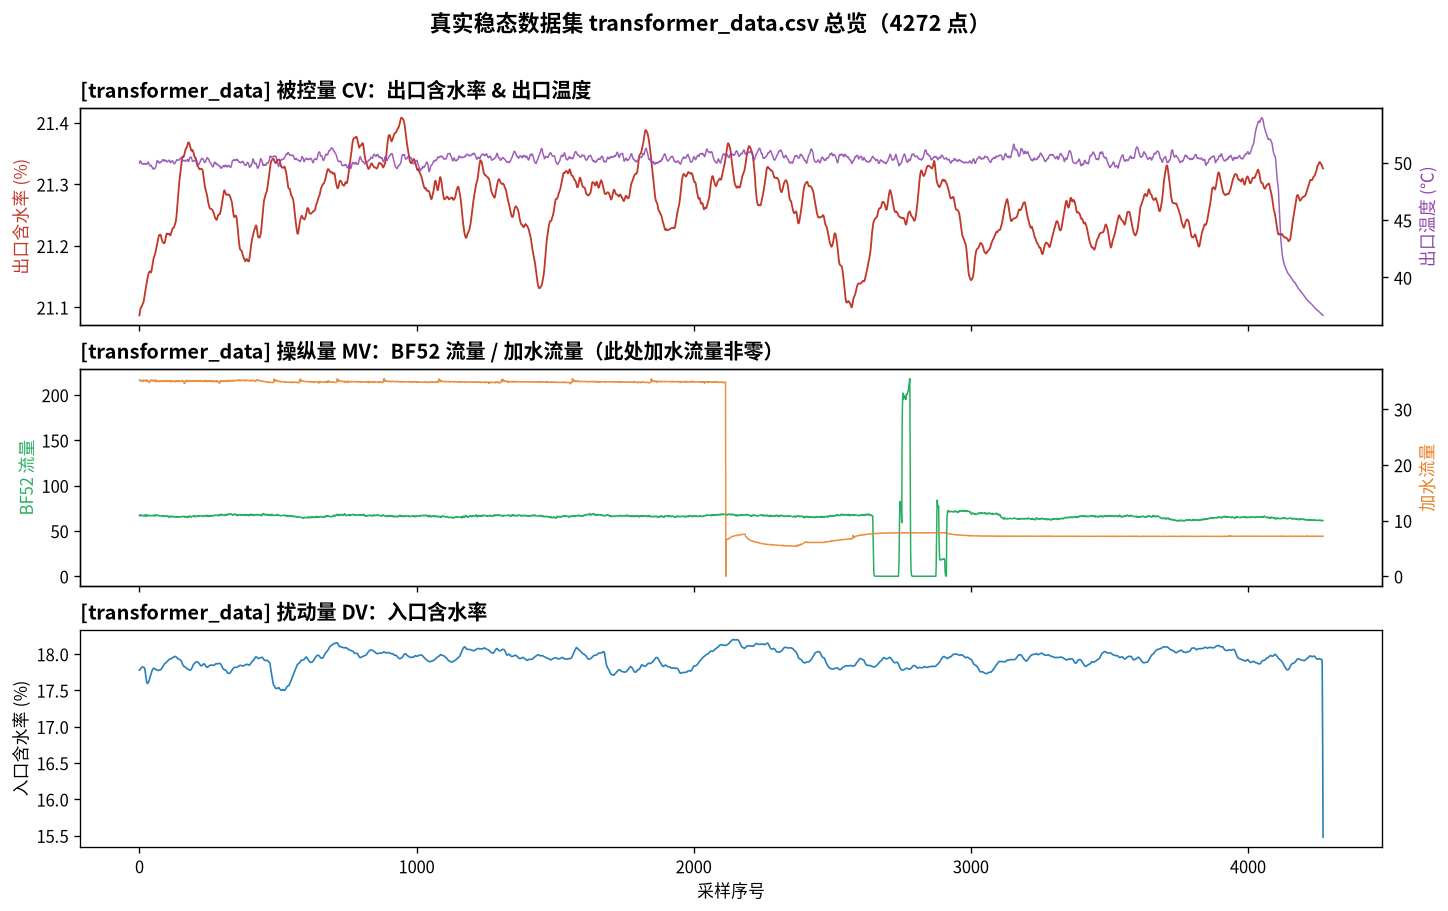 真实稳态数据集 transformer_data.csv 总览（4272 点）
[transformer_data] 被控量 CV：出口含水率 & 出口温度
出口含水率 (%)
21.4
21.3
21.2
21.1
50
45
40
出口温度 (°C)
[transformer_data] 操纵量 MV：BF52 流量 / 加水流量（此处加水流量非零）
BF52 流量
200
150
100
50
0
30
20
10
0
加水流量
[transformer_data] 扰动量 DV：入口含水率
入口含水率 (%)
18.0
17.5
17.0
16.5
16.0
15.5
0 1000 2000 3000 4000
采样序号